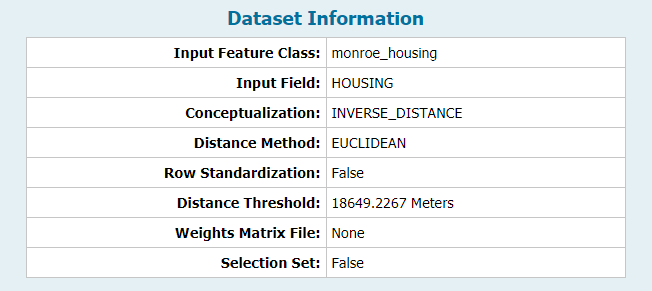 Dataset Information
Input Feature Class: monroe_housing
Input Field: HOUSING
Conceptualization: INVERSE_DISTANCE
Distance Method: EUCLIDEAN
Row Standardization: False
Distance Threshold: 18649.2267 Meters
Weights Matrix File: None
Selection Set: False